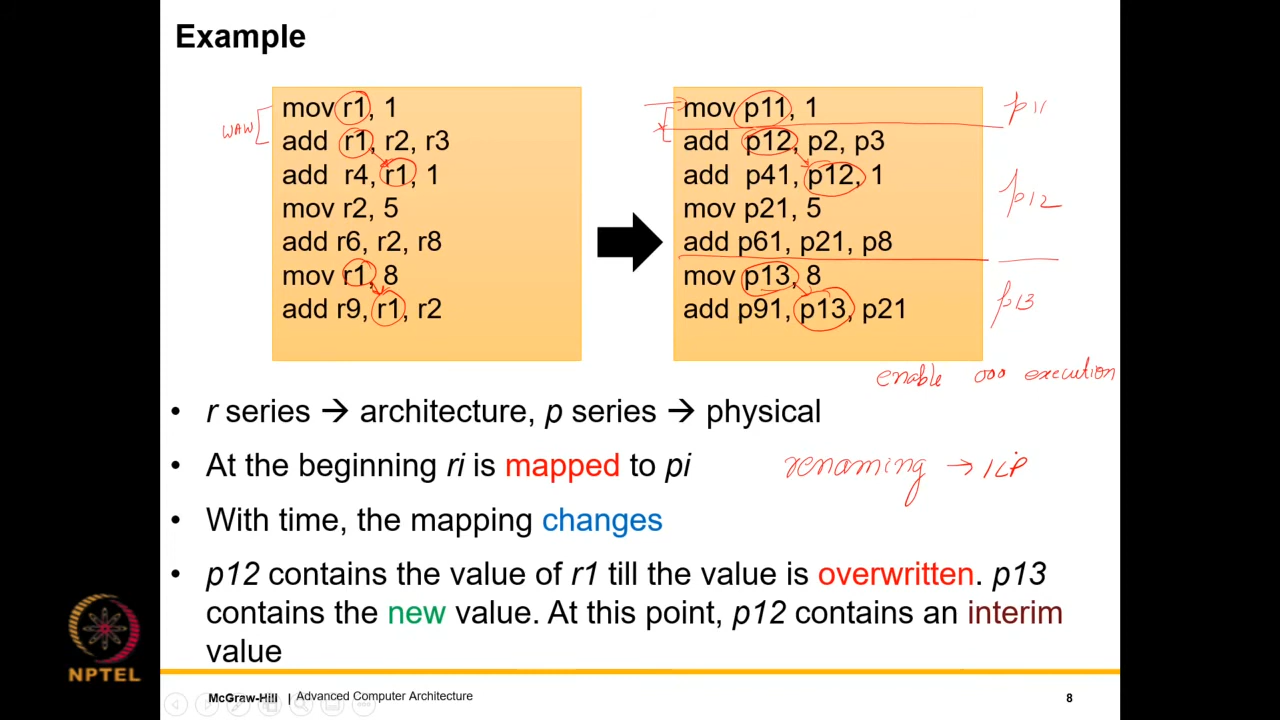 Example
mov r1, 1
add r1, r2, r3
add r4, r1, 1
mov r2, 5
add r6, r2, r8
mov r1, 8
add r9, r1, r2
WAW
mov p11, 1
add p12, p2, p3
add p41, p12, 1
mov p21, 5
add p61, p21, p8
mov p13, 8
add p91, p13, p21
p11
p12
p13
enable ooo execution
• r series → architecture, p series → physical
• At the beginning ri is mapped to pi
renaming → ILP
• With time, the mapping changes
• p12 contains the value of r1 till the value is overwritten. p13
contains the new value. At this point, p12 contains an interim
value
NPTEL
McGraw-Hill | Advanced Computer Architecture
8